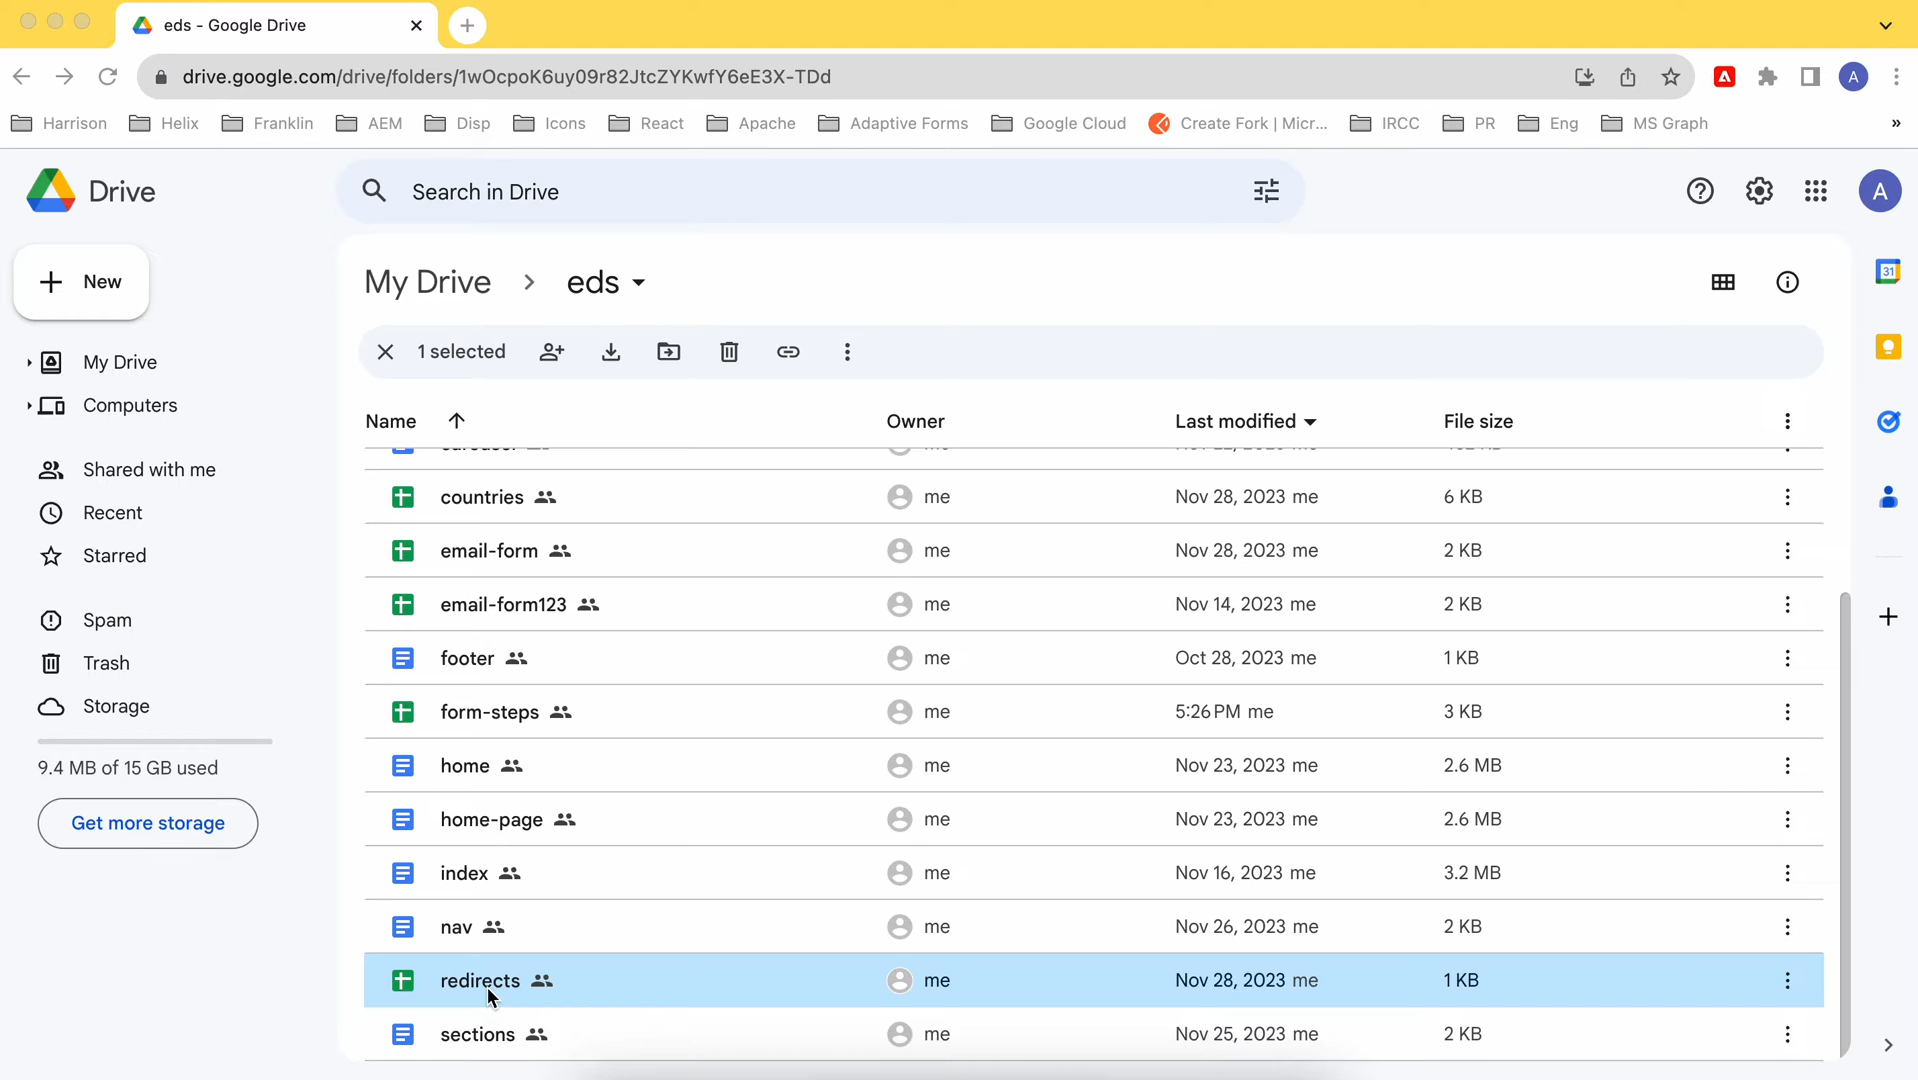 eds - Google Drive
drive.google.com/drive/folders/1wOcpoK6uy09r82JtcZYKwfY6eE3X-TDd
A
Harrison Helix Franklin AEM Disp Icons React Apache Adaptive Forms Google Cloud Create Fork | Micr... IRCC PR Eng MS Graph »
Drive
Search in Drive
A
New
My Drive
Computers
Shared with me
Recent
Starred
Spam
Trash
Storage
9.4 MB of 15 GB used
Get more storage
My Drive > eds
1 selected
Name Owner Last modified File size
countries me Nov 28, 2023 me 6 KB
email-form me Nov 28, 2023 me 2 KB
email-form123 me Nov 14, 2023 me 2 KB
footer me Oct 28, 2023 me 1 KB
form-steps me 5:26 PM me 3 KB
home me Nov 23, 2023 me 2.6 MB
home-page me Nov 23, 2023 me 2.6 MB
index me Nov 16, 2023 me 3.2 MB
nav me Nov 26, 2023 me 2 KB
redirects me Nov 28, 2023 me 1 KB
sections me Nov 25, 2023 me 2 KB
31